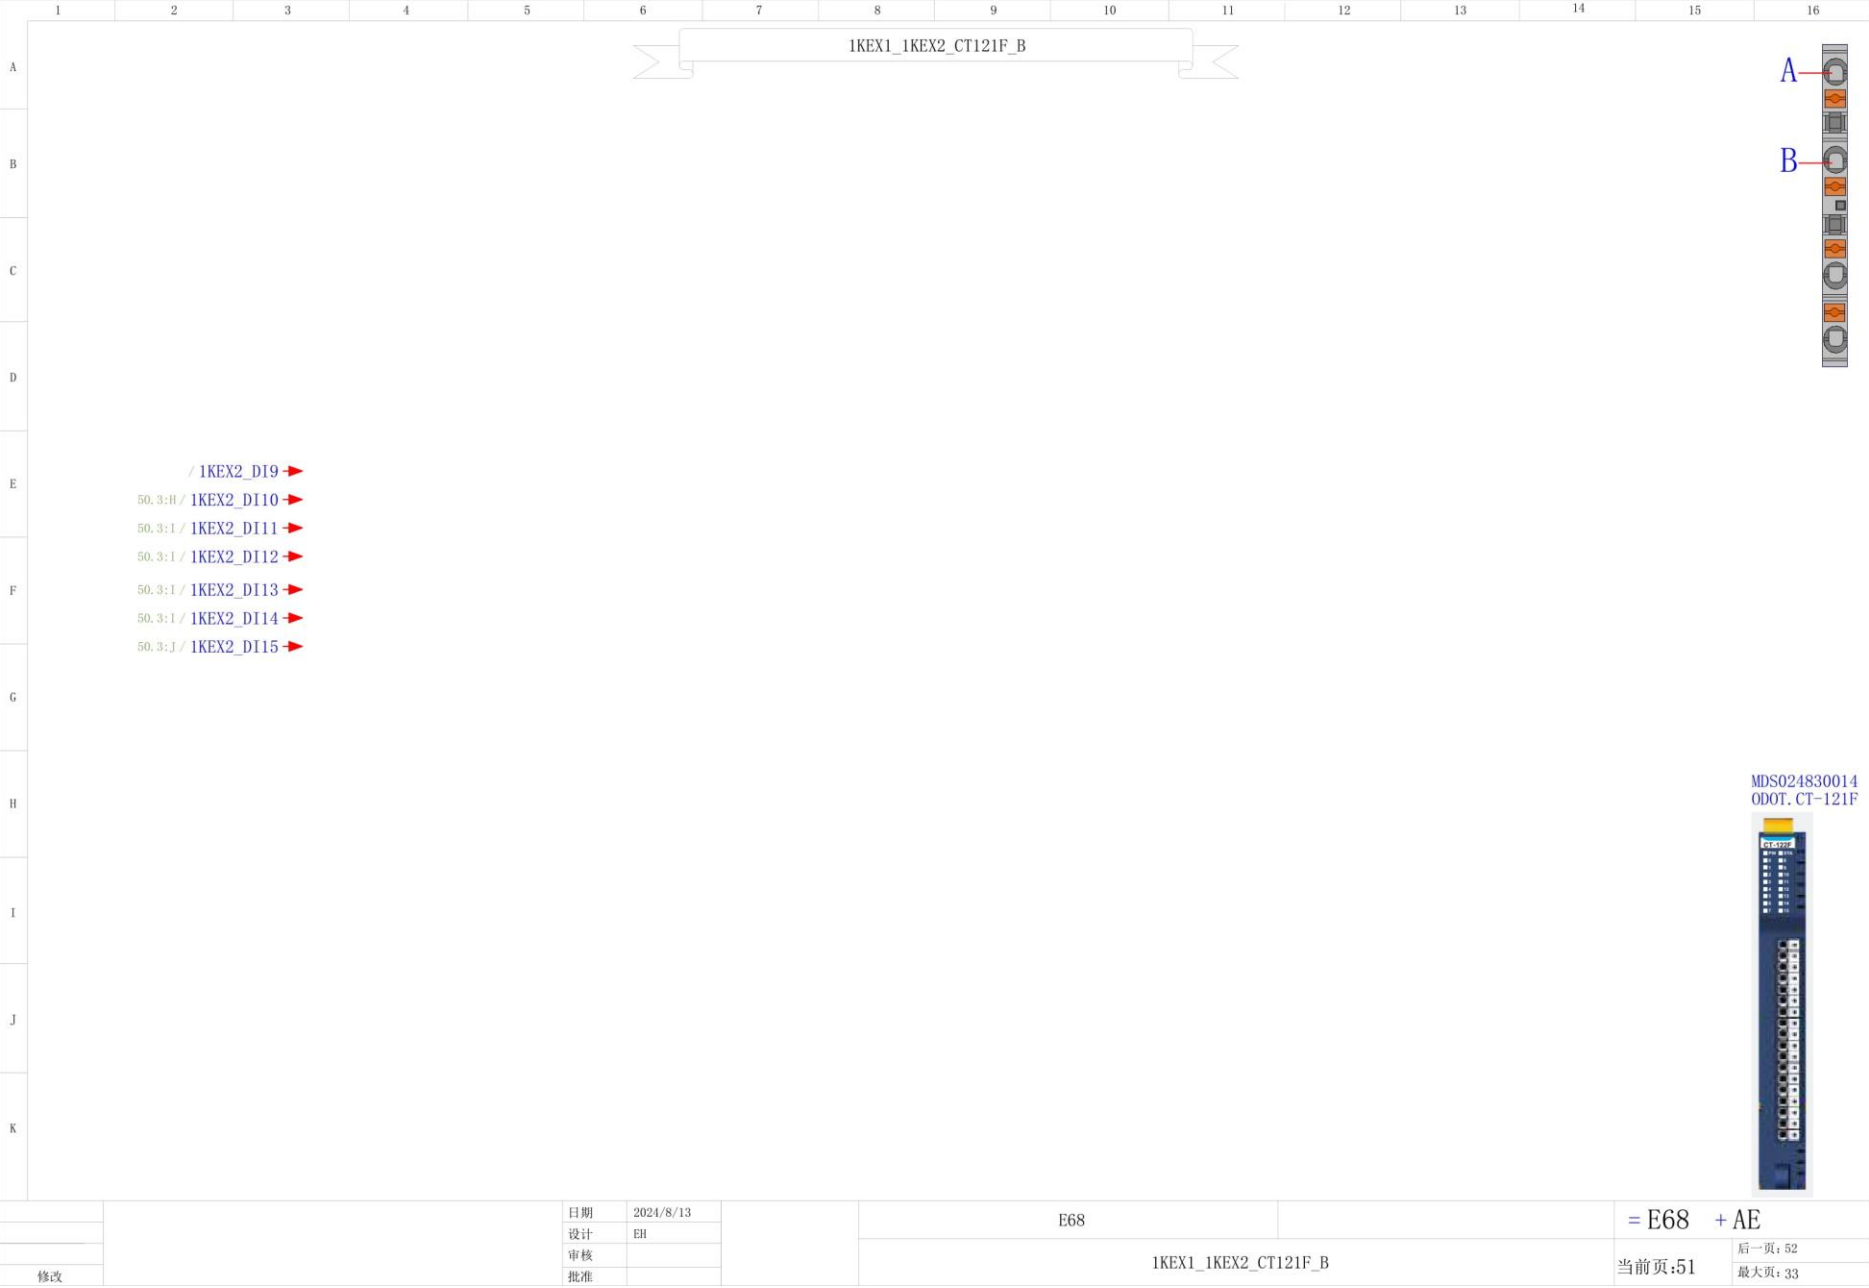 1 2 3 4 5 6 7 8 9 10 11 12 13 14 15 16
1KEX1_1KEX2_CT121F_B
A
A
B
B
C
D
/ 1KEX2_DI9
E
50.3:H / 1KEX2_DI10
50.3:I / 1KEX2_DI11
50.3:I / 1KEX2_DI12
F
50.3:I / 1KEX2_DI13
50.3:I / 1KEX2_DI14
50.3:J / 1KEX2_DI15
G
H
MDS024830014
ODOT.CT-121F
CT-122F
I
J
K
日期 2024/8/13
设计 EH
审核
批准
修改
E68
1KEX1_1KEX2_CT121F_B
= E68 + AE
当前页:51
后一页: 52
最大页: 33